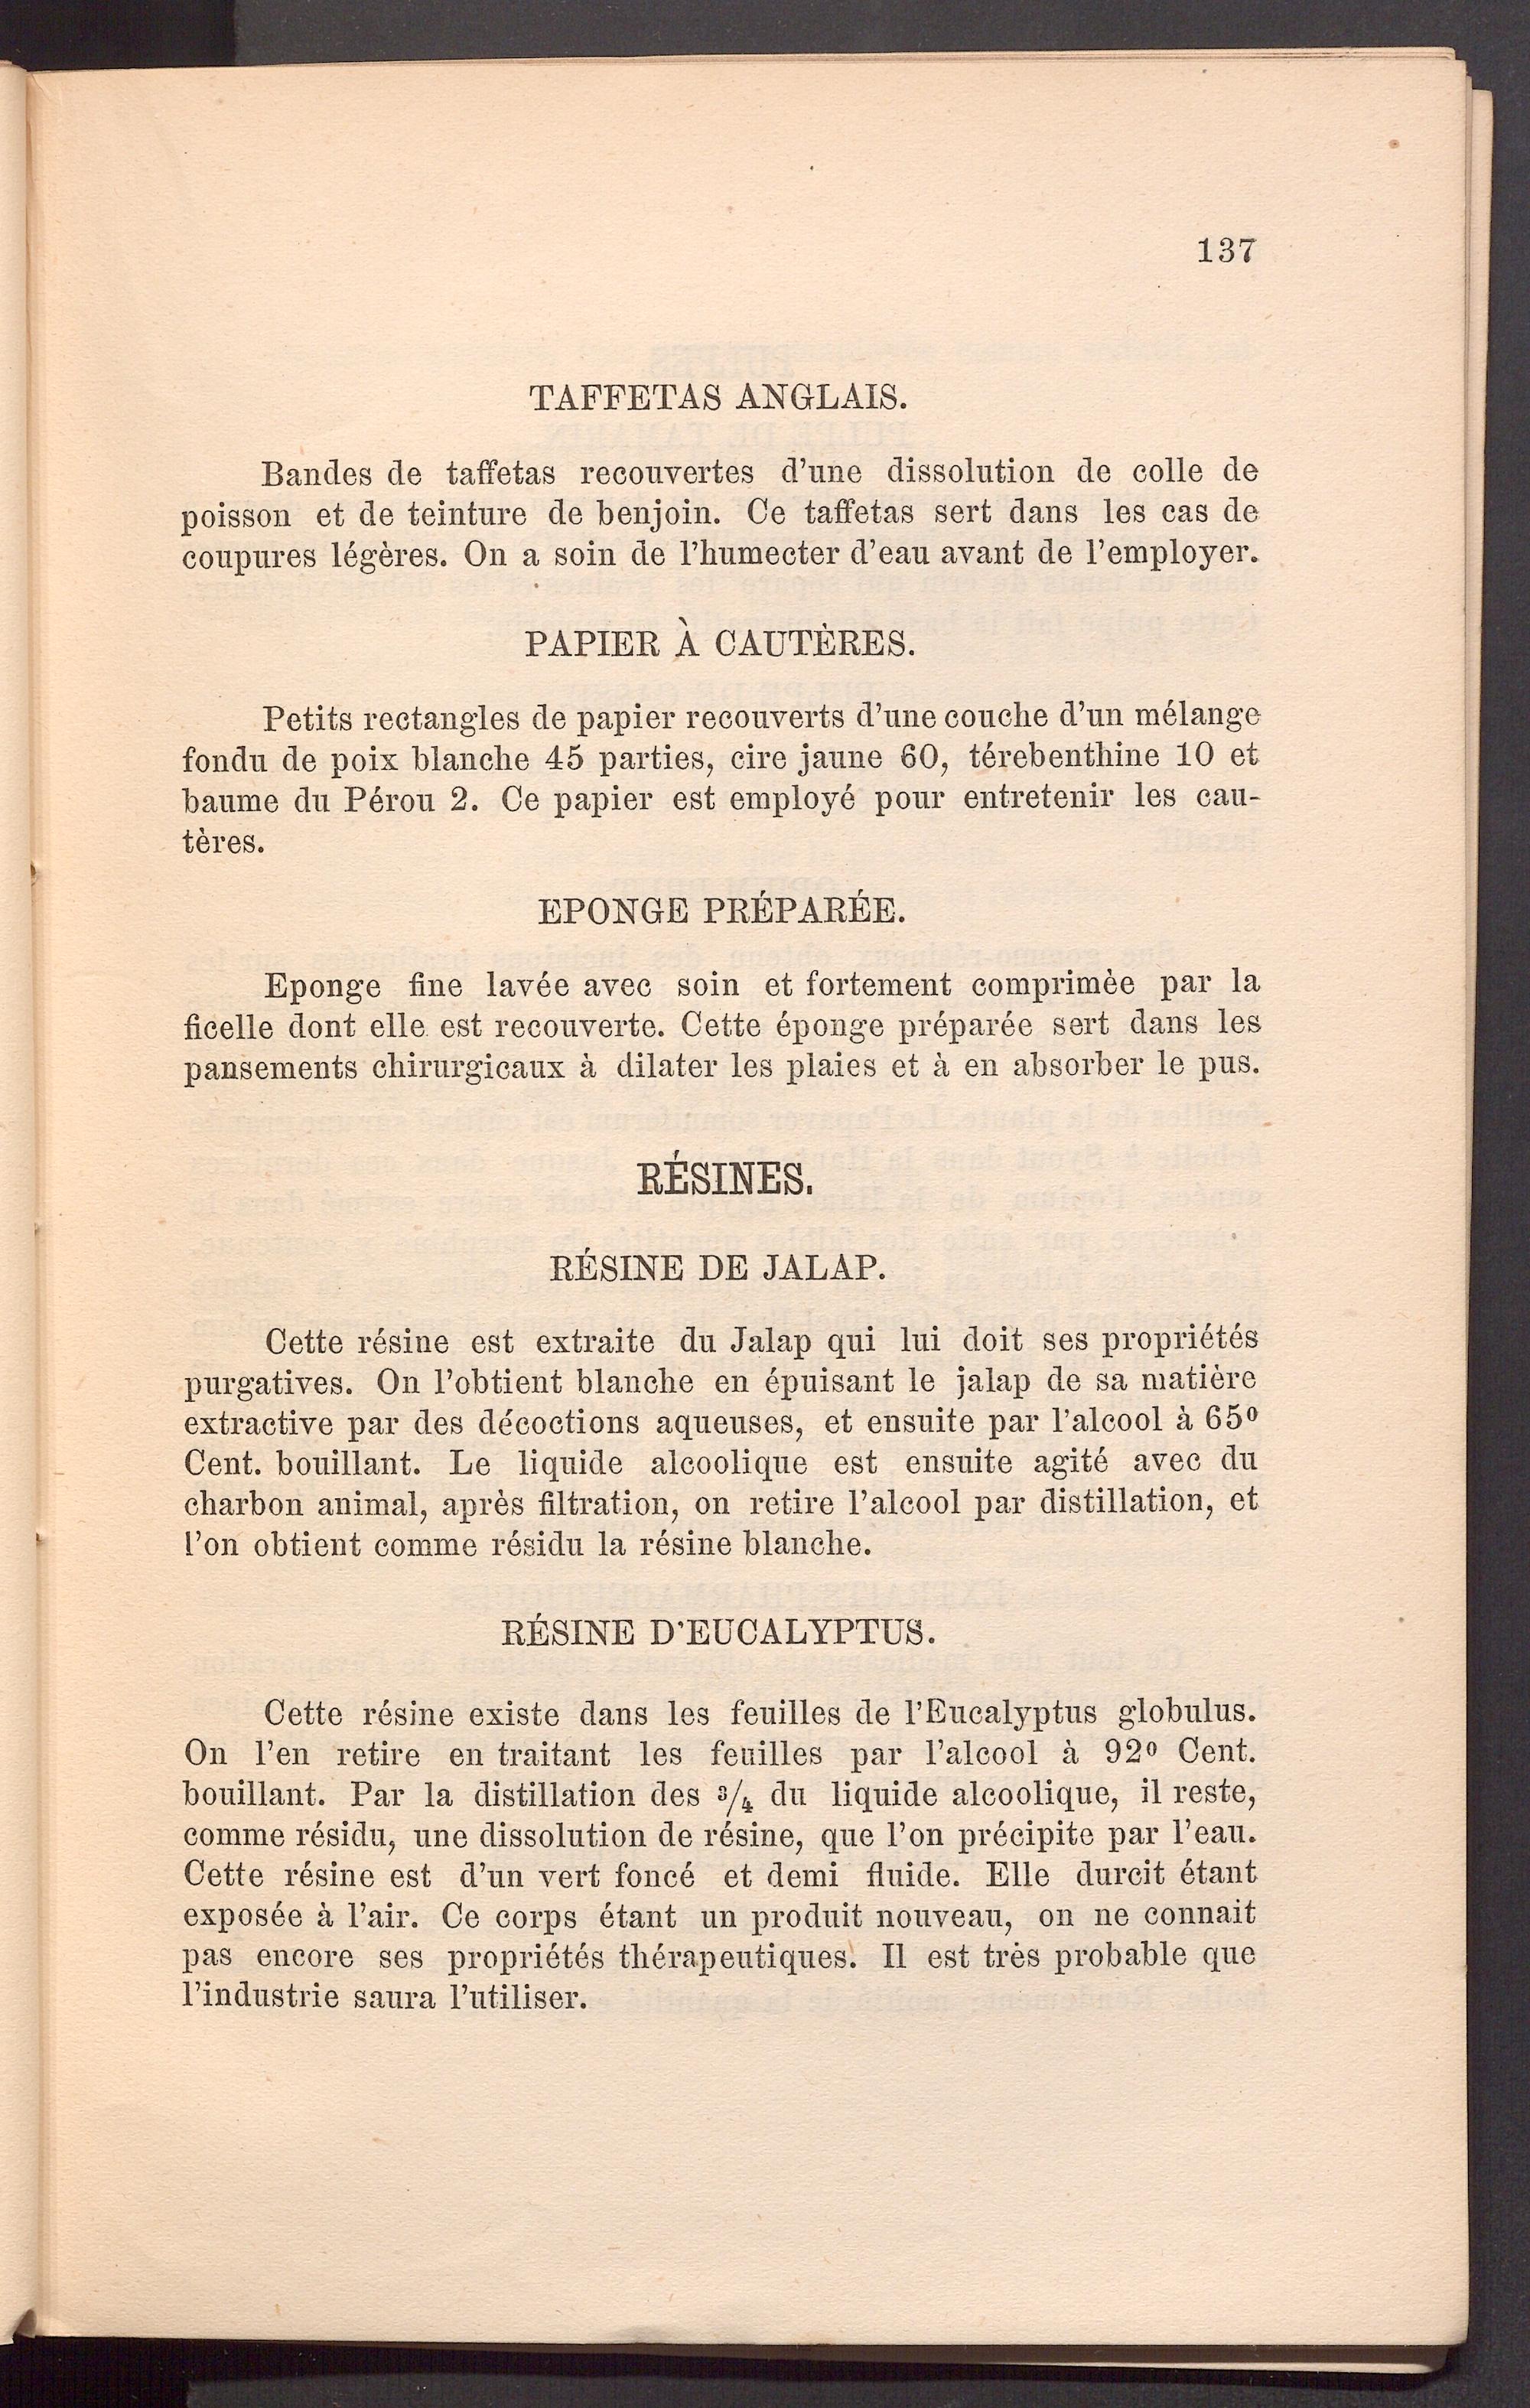 137
TAFFETAS ANGLAIS.
Bandes de taffetas recouvertes d'une dissolution de colle de
poisson et de teinture de benjoin. Ce taffetas sert dans les cas de
coupures légères. On a soin de l'humecter d'eau avant de l'employer.
PAPIER À CAUTÈRES.
Petits rectangles de papier recouverts d'une couche d'un mélange
fondu de poix blanche 45 parties, cire jaune 60, térebenthine 10 et
baume du Pérou 2. Ce papier est employé pour entretenir les cau-
tères.
EPONGE PRÉPARÉE.
Eponge fine lavée avec soin et fortement comprimèe par la
ficelle dont elle est recouverte. Cette éponge préparée sert dans les
pansements chirurgicaux à dilater les plaies et à en absorber le pus.
RÉSINES.
RÉSINE DE JALAP.
Cette résine est extraite du Jalap qui lui doit ses propriétés
purgatives. On l'obtient blanche en épuisant le jalap de sa matière
extractive par des décoctions aqueuses, et ensuite par l'alcool à 65º
Cent. bouillant. Le liquide alcoolique est ensuite agité avec du
charbon animal, après filtration, on retire l'alcool par distillation, et
l'on obtient comme résidu la résine blanche.
RÉSINE D'EUCALYPTUS.
Cette résine existe dans les feuilles de l'Eucalyptus globulus.
On l'en retire en traitant les feuilles par l'alcool à 92º Cent.
bouillant. Par la distillation des 3/4 du liquide alcoolique, il reste,
comme résidu, une dissolution de résine, que l'on précipite par l'eau.
Cette résine est d'un vert foncé et demi fluide. Elle durcit étant
exposée à l'air. Ce corps étant un produit nouveau, on ne connait
pas encore ses propriétés thérapeutiques. Il est très probable que
l'industrie saura l'utiliser.